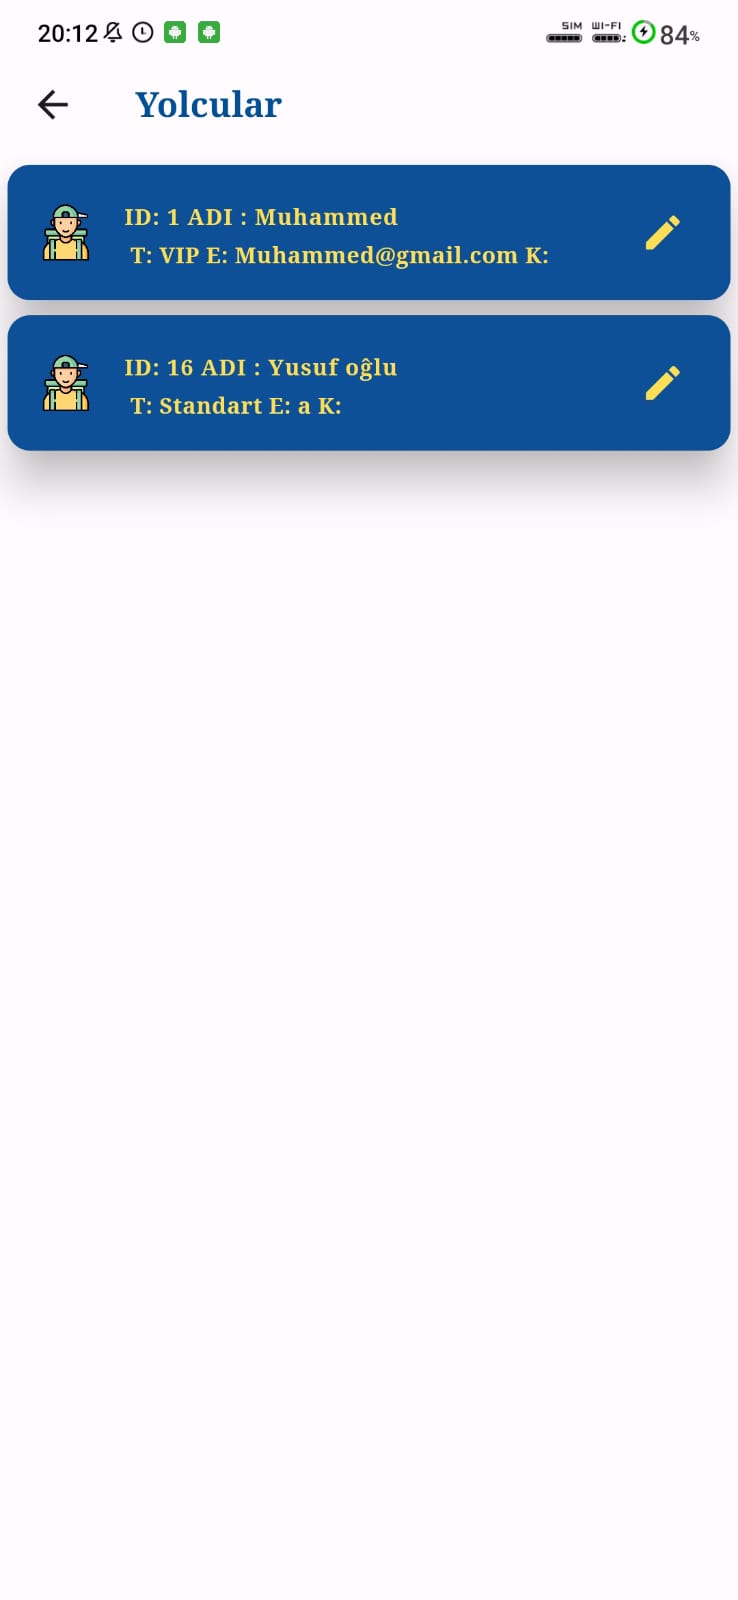 20:12 SIM WI-FI 84%
Yolcular
ID: 1 ADI : Muhammed
T: VIP E: Muhammed@gmail.com K:
ID: 16 ADI : Yusuf oĝlu
T: Standart E: a K: